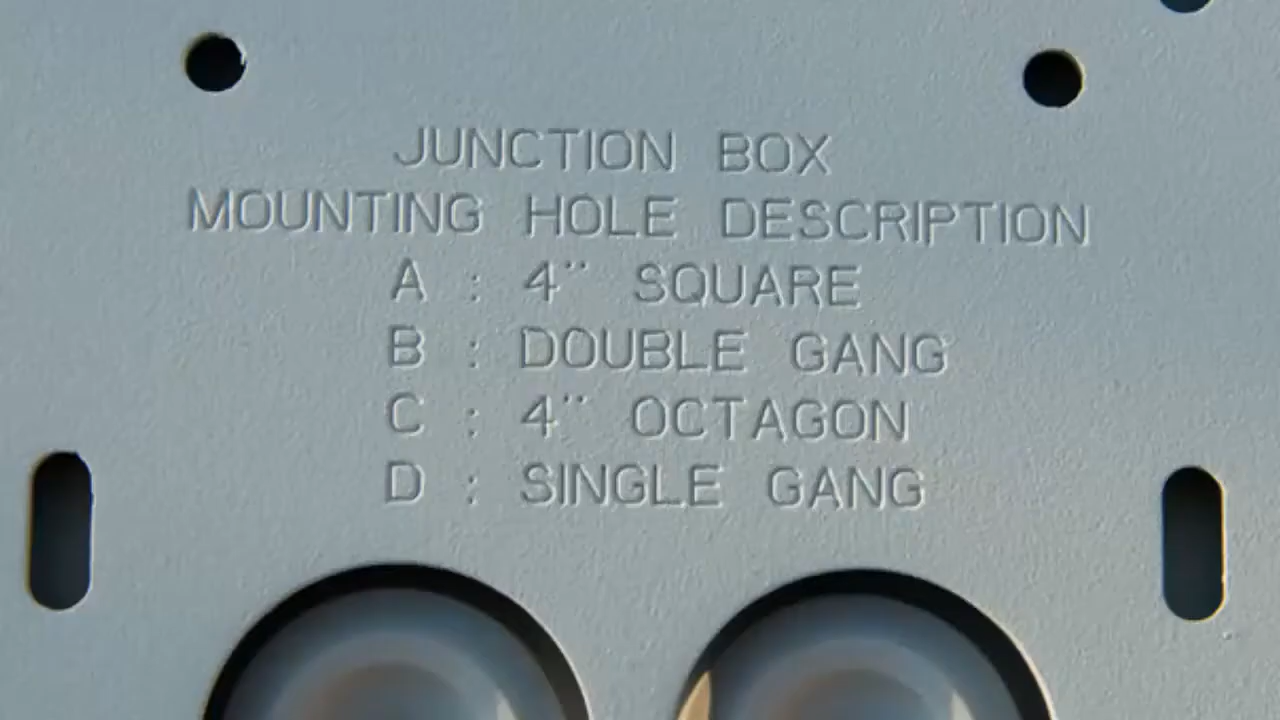 JUNCTION BOX
MOUNTING HOLE DESCRIPTION
A : 4" SQUARE
B : DOUBLE GANG
C : 4" OCTAGON
D : SINGLE GANG